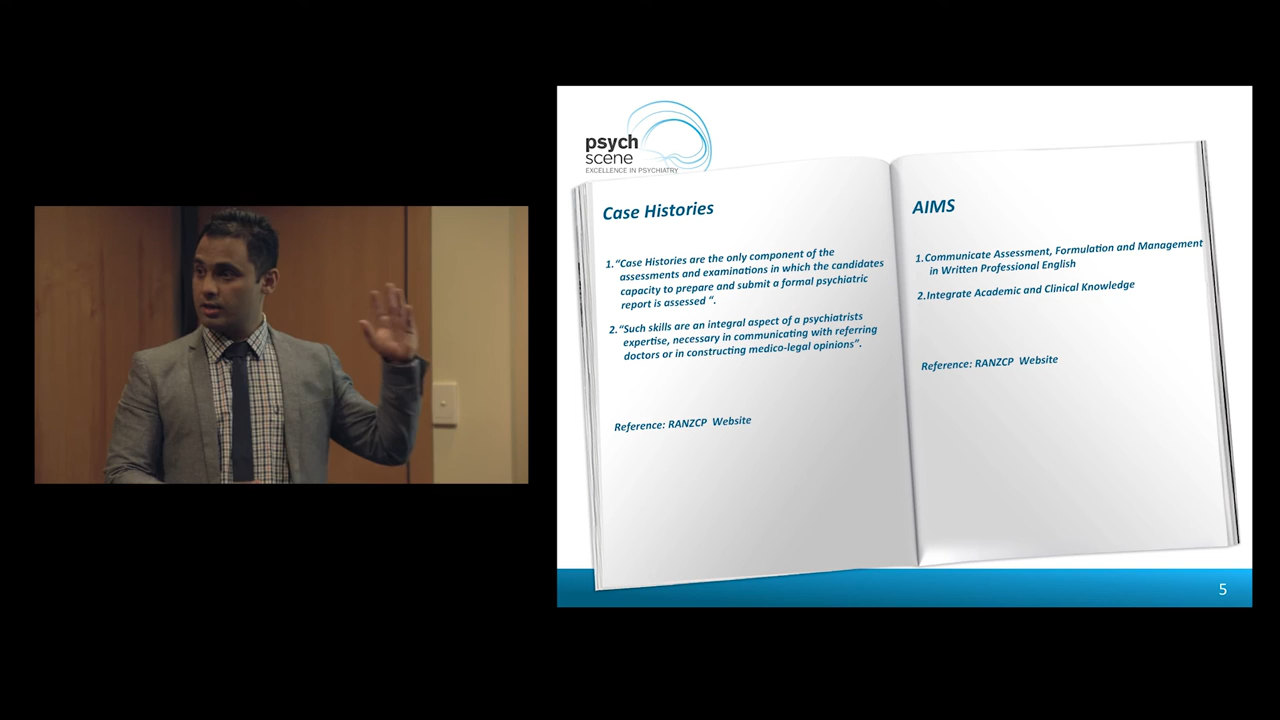 psych
scene
EXCELLENCE IN PSYCHIATRY
Case Histories
1. “Case Histories are the only component of the
assessments and examinations in which the candidates
capacity to prepare and submit a formal psychiatric
report is assessed “.
2. “Such skills are an integral aspect of a psychiatrists
expertise, necessary in communicating with referring
doctors or in constructing medico-legal opinions”.
Reference: RANZCP Website
AIMS
1.Communicate Assessment, Formulation and Management
in Written Professional English
2.Integrate Academic and Clinical Knowledge
Reference: RANZCP Website
5